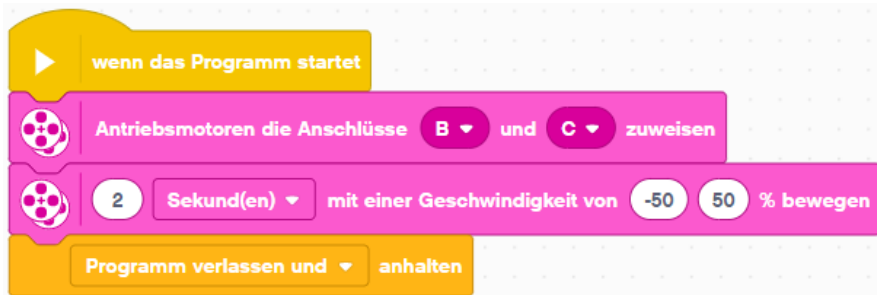 wenn das Programm startet
Antriebsmotoren die Anschlüsse B und C zuweisen
2 Sekund(en) mit einer Geschwindigkeit von -50 50 % bewegen
Programm verlassen und anhalten